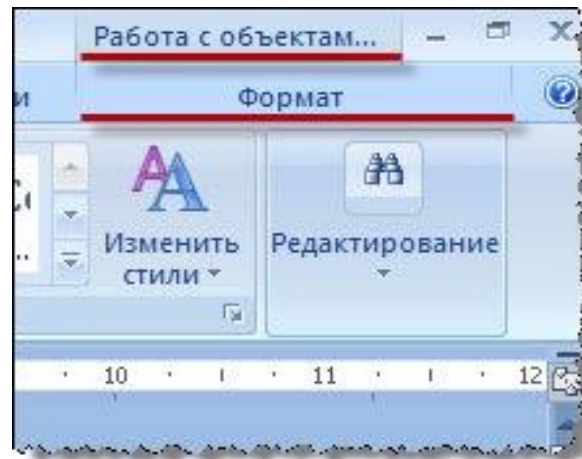 Работа с объектам...
и Формат
Изменить
стили
Редактирование
10 11 12